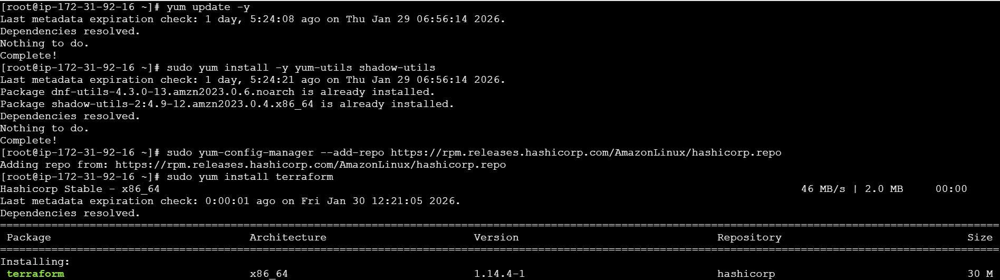 [root@ip-172-31-92-16 ~]# yum update -y
Last metadata expiration check: 1 day, 5:24:08 ago on Thu Jan 29 06:56:14 2026.
Dependencies resolved.
Nothing to do.
Complete!
[root@ip-172-31-92-16 ~]# sudo yum install -y yum-utils shadow-utils
Last metadata expiration check: 1 day, 5:24:21 ago on Thu Jan 29 06:56:14 2026.
Package dnf-utils-4.3.0-13.amzn2023.0.6.noarch is already installed.
Package shadow-utils-2:4.9-12.amzn2023.0.4.x86_64 is already installed.
Dependencies resolved.
Nothing to do.
Complete!
[root@ip-172-31-92-16 ~]# sudo yum-config-manager --add-repo https://rpm.releases.hashicorp.com/AmazonLinux/hashicorp.repo
Adding repo from: https://rpm.releases.hashicorp.com/AmazonLinux/hashicorp.repo
[root@ip-172-31-92-16 ~]# sudo yum install terraform
Hashicorp Stable - x86_64 46 MB/s | 2.0 MB 00:00
Last metadata expiration check: 0:00:01 ago on Fri Jan 30 12:21:05 2026.
Dependencies resolved.
Package Architecture Version Repository Size
Installing:
terraform x86_64 1.14.4-1 hashicorp 30 M